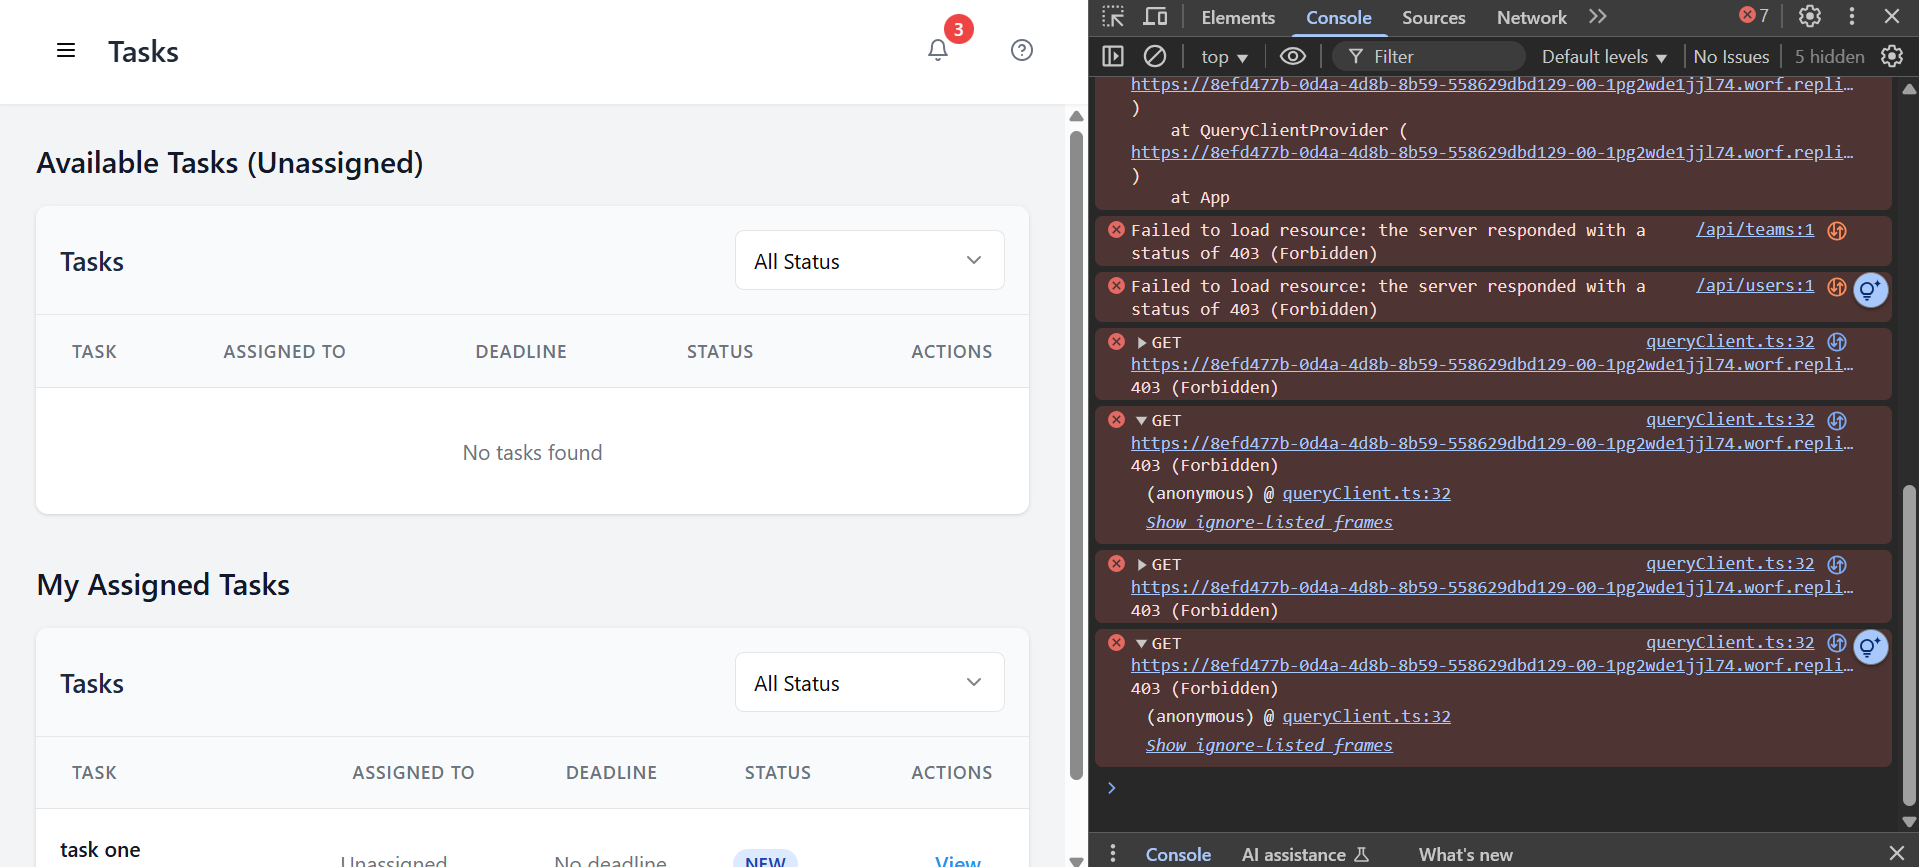 Tasks
3
Available Tasks (Unassigned)
Tasks
All Status
TASK ASSIGNED TO DEADLINE STATUS ACTIONS
No tasks found
My Assigned Tasks
Tasks
All Status
TASK ASSIGNED TO DEADLINE STATUS ACTIONS
task one
Unassigned No deadline NEW View
Elements Console Sources Network 7
top Filter Default levels No Issues 5 hidden
https://8efd477b-0d4a-4d8b-8b59-558629dbd129-00-1pg2wde1jjl74.worf.repli…
)
at QueryClientProvider (
https://8efd477b-0d4a-4d8b-8b59-558629dbd129-00-1pg2wde1jjl74.worf.repli…
)
at App
Failed to load resource: the server responded with a /api/teams:1
status of 403 (Forbidden)
Failed to load resource: the server responded with a /api/users:1
status of 403 (Forbidden)
GET queryClient.ts:32
https://8efd477b-0d4a-4d8b-8b59-558629dbd129-00-1pg2wde1jjl74.worf.repli…
403 (Forbidden)
GET queryClient.ts:32
https://8efd477b-0d4a-4d8b-8b59-558629dbd129-00-1pg2wde1jjl74.worf.repli…
403 (Forbidden)
(anonymous) @ queryClient.ts:32
Show ignore-listed frames
GET queryClient.ts:32
https://8efd477b-0d4a-4d8b-8b59-558629dbd129-00-1pg2wde1jjl74.worf.repli…
403 (Forbidden)
GET queryClient.ts:32
https://8efd477b-0d4a-4d8b-8b59-558629dbd129-00-1pg2wde1jjl74.worf.repli…
403 (Forbidden)
(anonymous) @ queryClient.ts:32
Show ignore-listed frames
Console AI assistance What's new